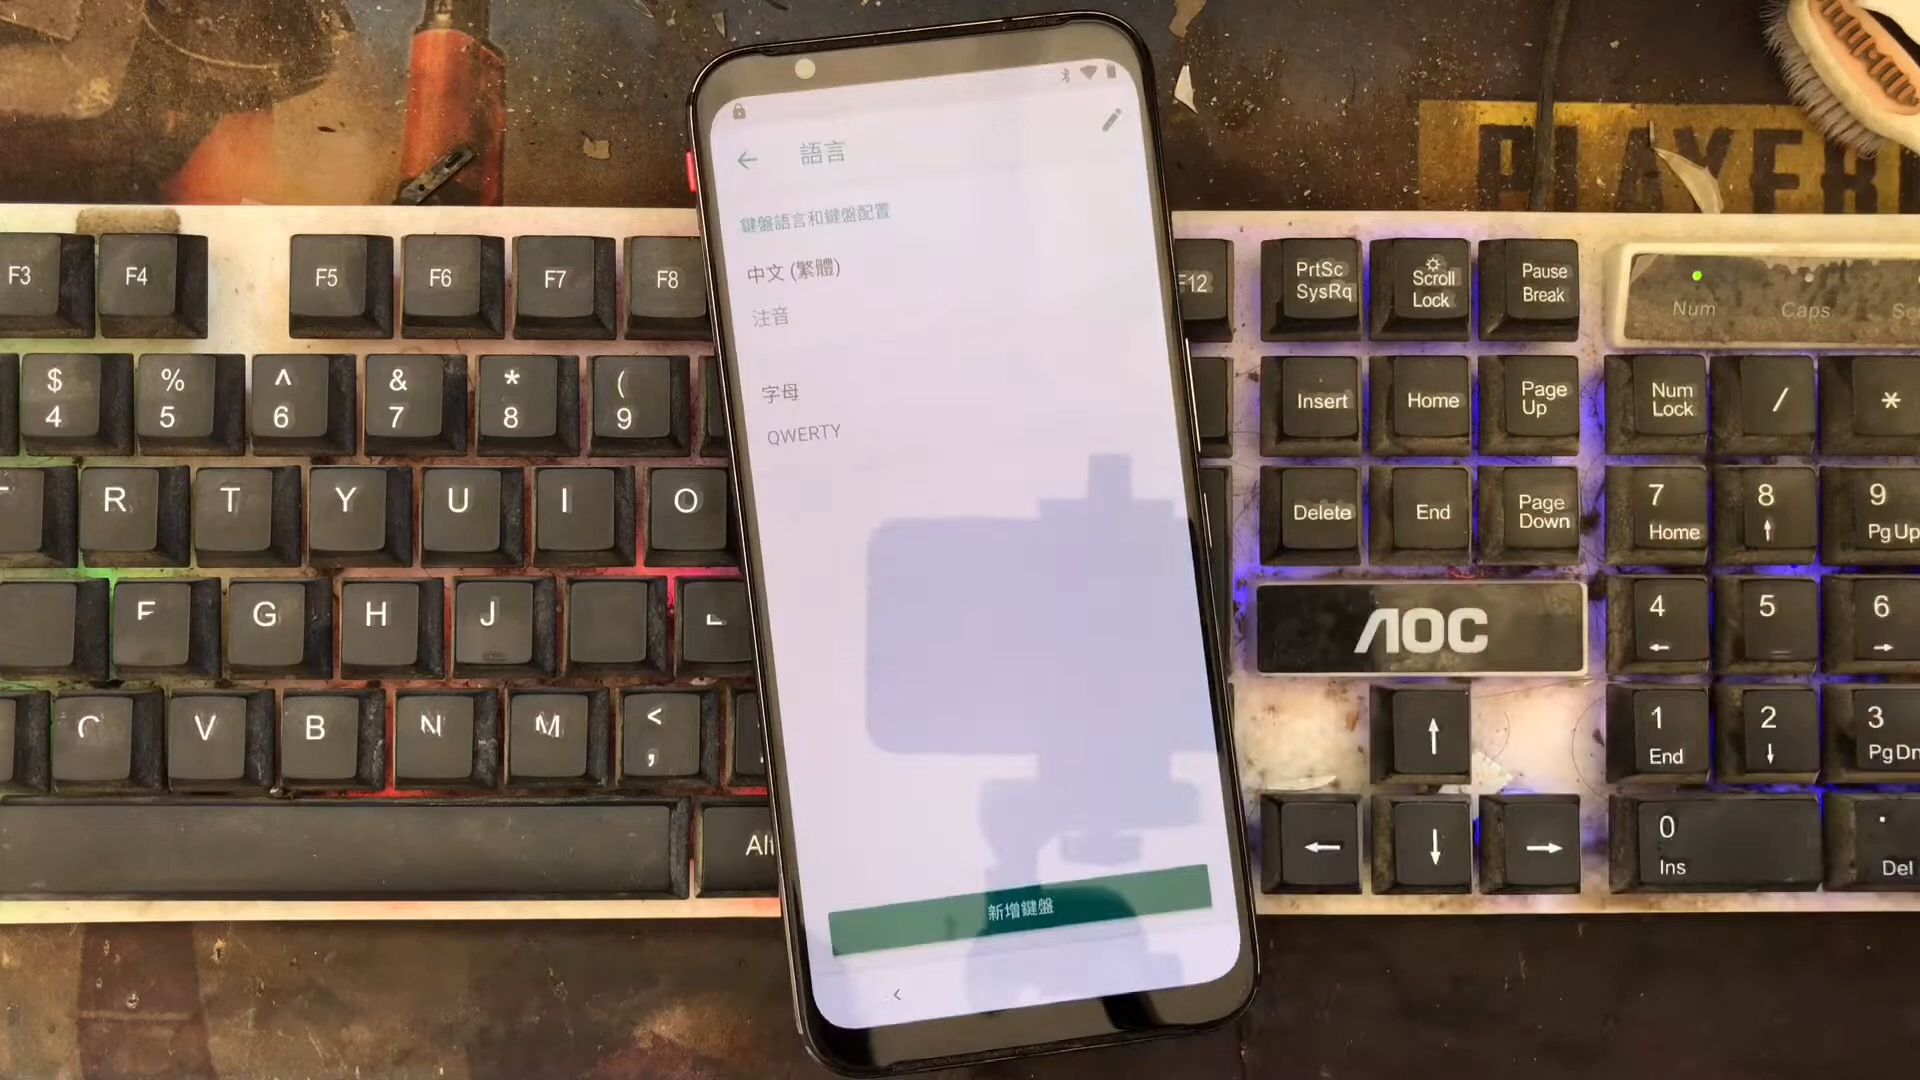 PLAYER
語言
鍵盤語言和鍵盤配置
中文 (繁體)
注音
字母
QWERTY
新增鍵盤
F3 F4 F5 F6 F7 F8 F12
PrtSc SysRq
Scroll Lock
Pause Break
Num Caps
$ 4 % 5 ^ 6 & 7 * 8 ( 9
Insert Home Page Up
Num Lock / *
R T Y U I O
Delete End Page Down
7 Home 8 ↑ 9 PgUp
F G H J
AOC
4 ← 5 6 →
C V B N M < ,
↑
1 End 2 ↓ 3 PgDn
Alt
← ↓ →
0 Ins . Del